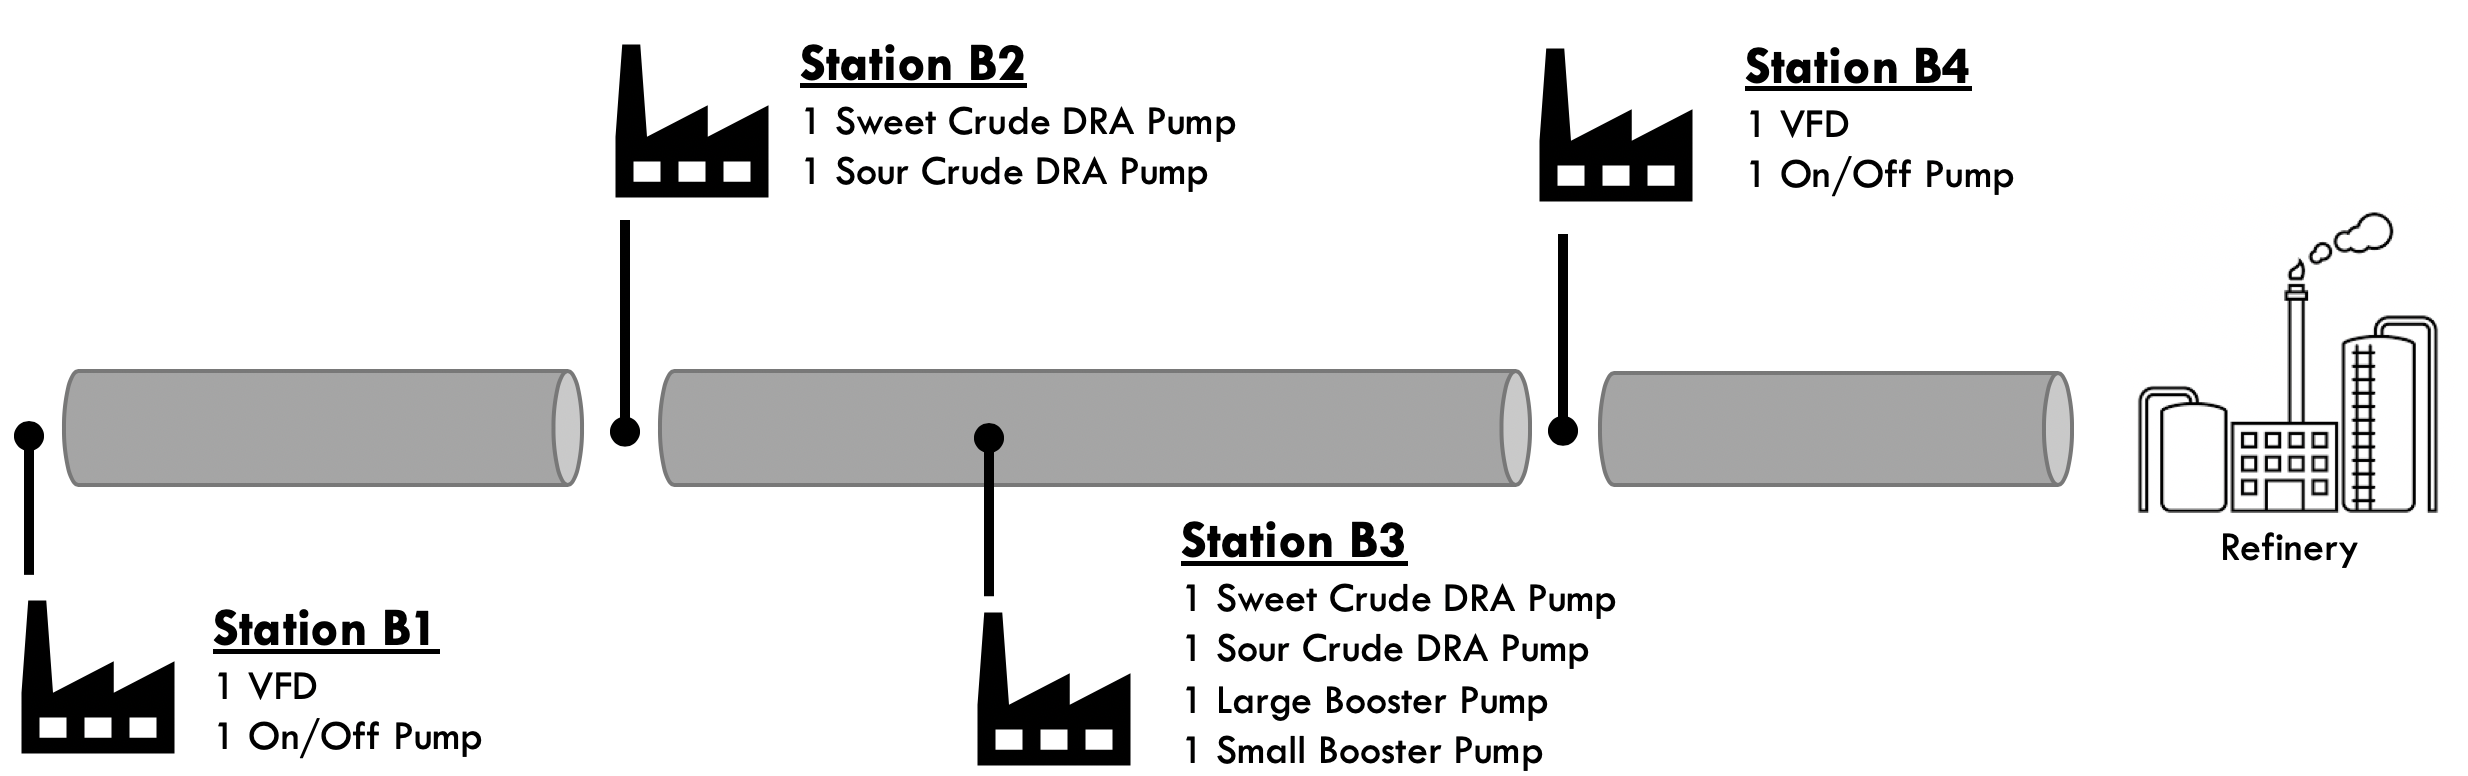 Station B2
1 Sweet Crude DRA Pump
1 Sour Crude DRA Pump
Station B4
1 VFD
1 On/Off Pump
Station B1
1 VFD
1 On/Off Pump
Station B3
1 Sweet Crude DRA Pump
1 Sour Crude DRA Pump
1 Large Booster Pump
1 Small Booster Pump
Refinery